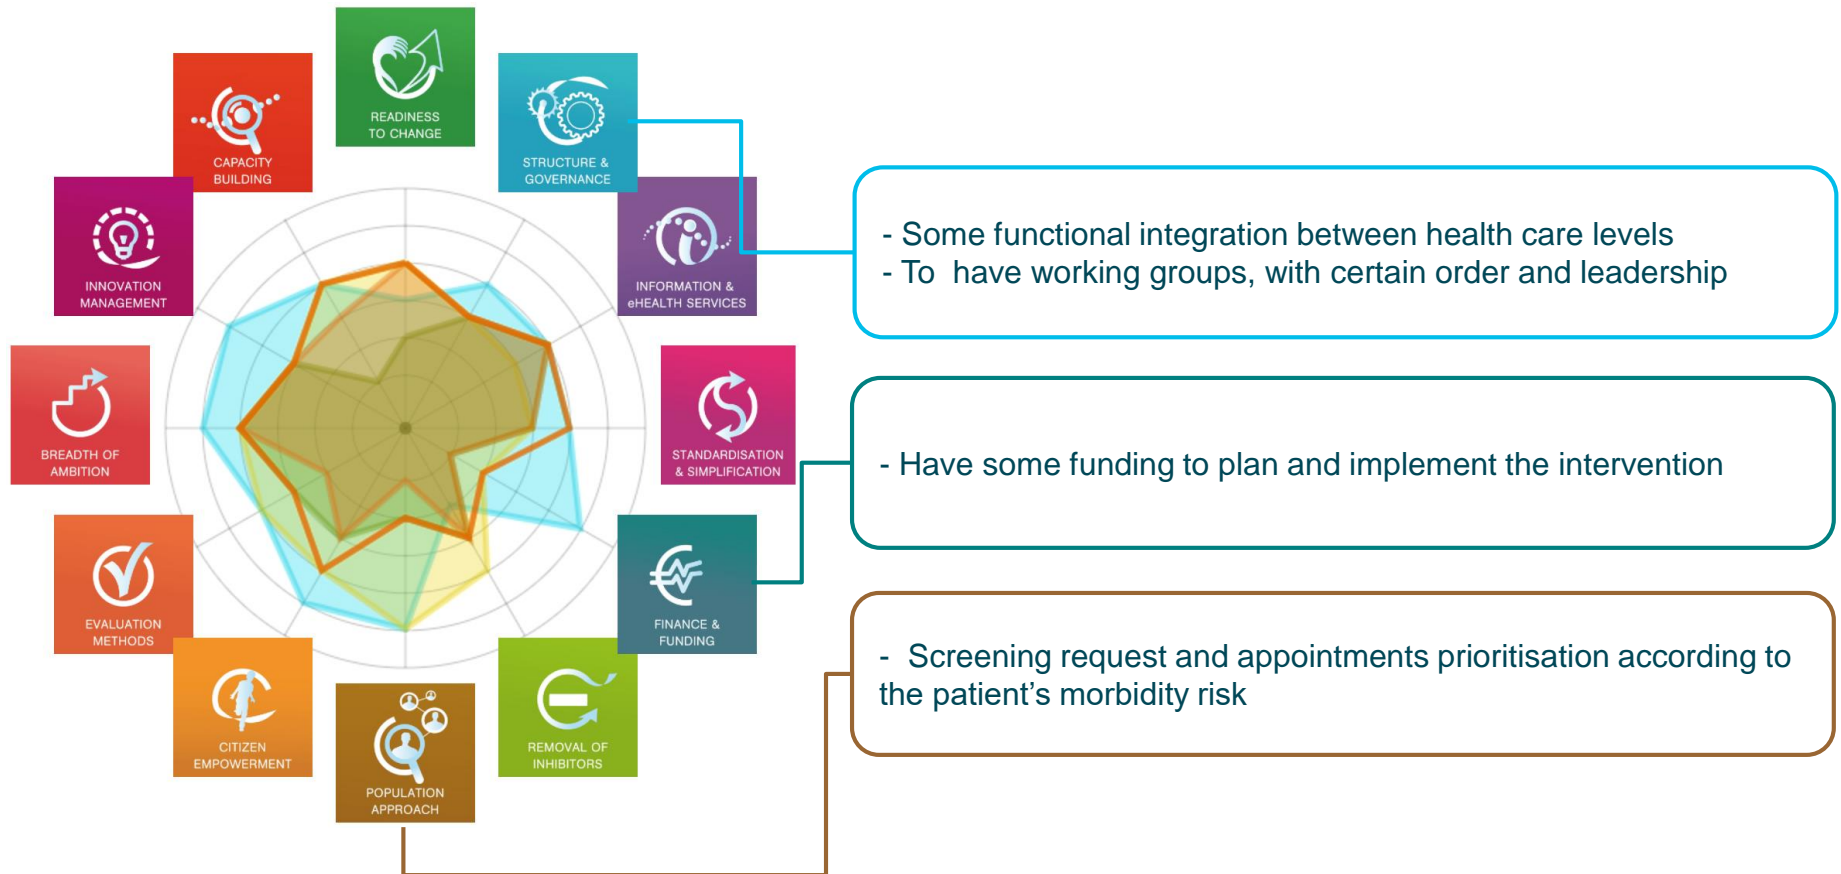 READINESS
TO CHANGE
STRUCTURE &
GOVERNANCE
INFORMATION &
eHEALTH SERVICES
STANDARDISATION
& SIMPLIFICATION
FINANCE &
FUNDING
REMOVAL OF
INHIBITORS
POPULATION
APPROACH
CITIZEN
EMPOWERMENT
EVALUATION
METHODS
BREADTH OF
AMBITION
INNOVATION
MANAGEMENT
CAPACITY
BUILDING
- Some functional integration between health care levels
- To  have working groups, with certain order and leadership
- Have some funding to plan and implement the intervention
-  Screening request and appointments prioritisation according to
the patient’s morbidity risk